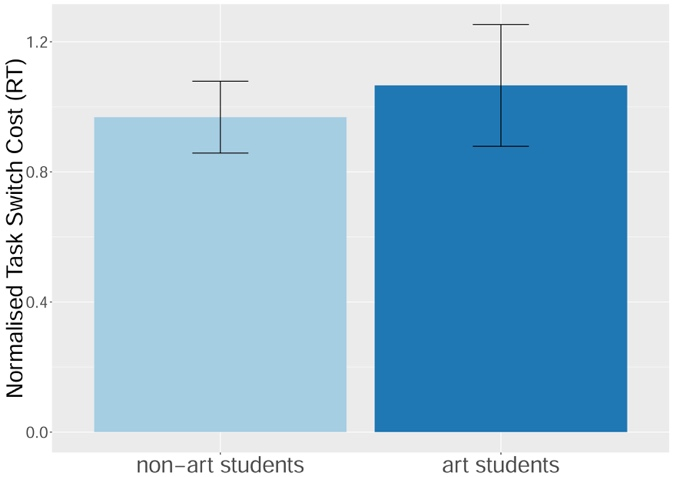 Normalised Task Switch Cost (RT)
1.2
0.8
0.4
0.0
non−art students
art students